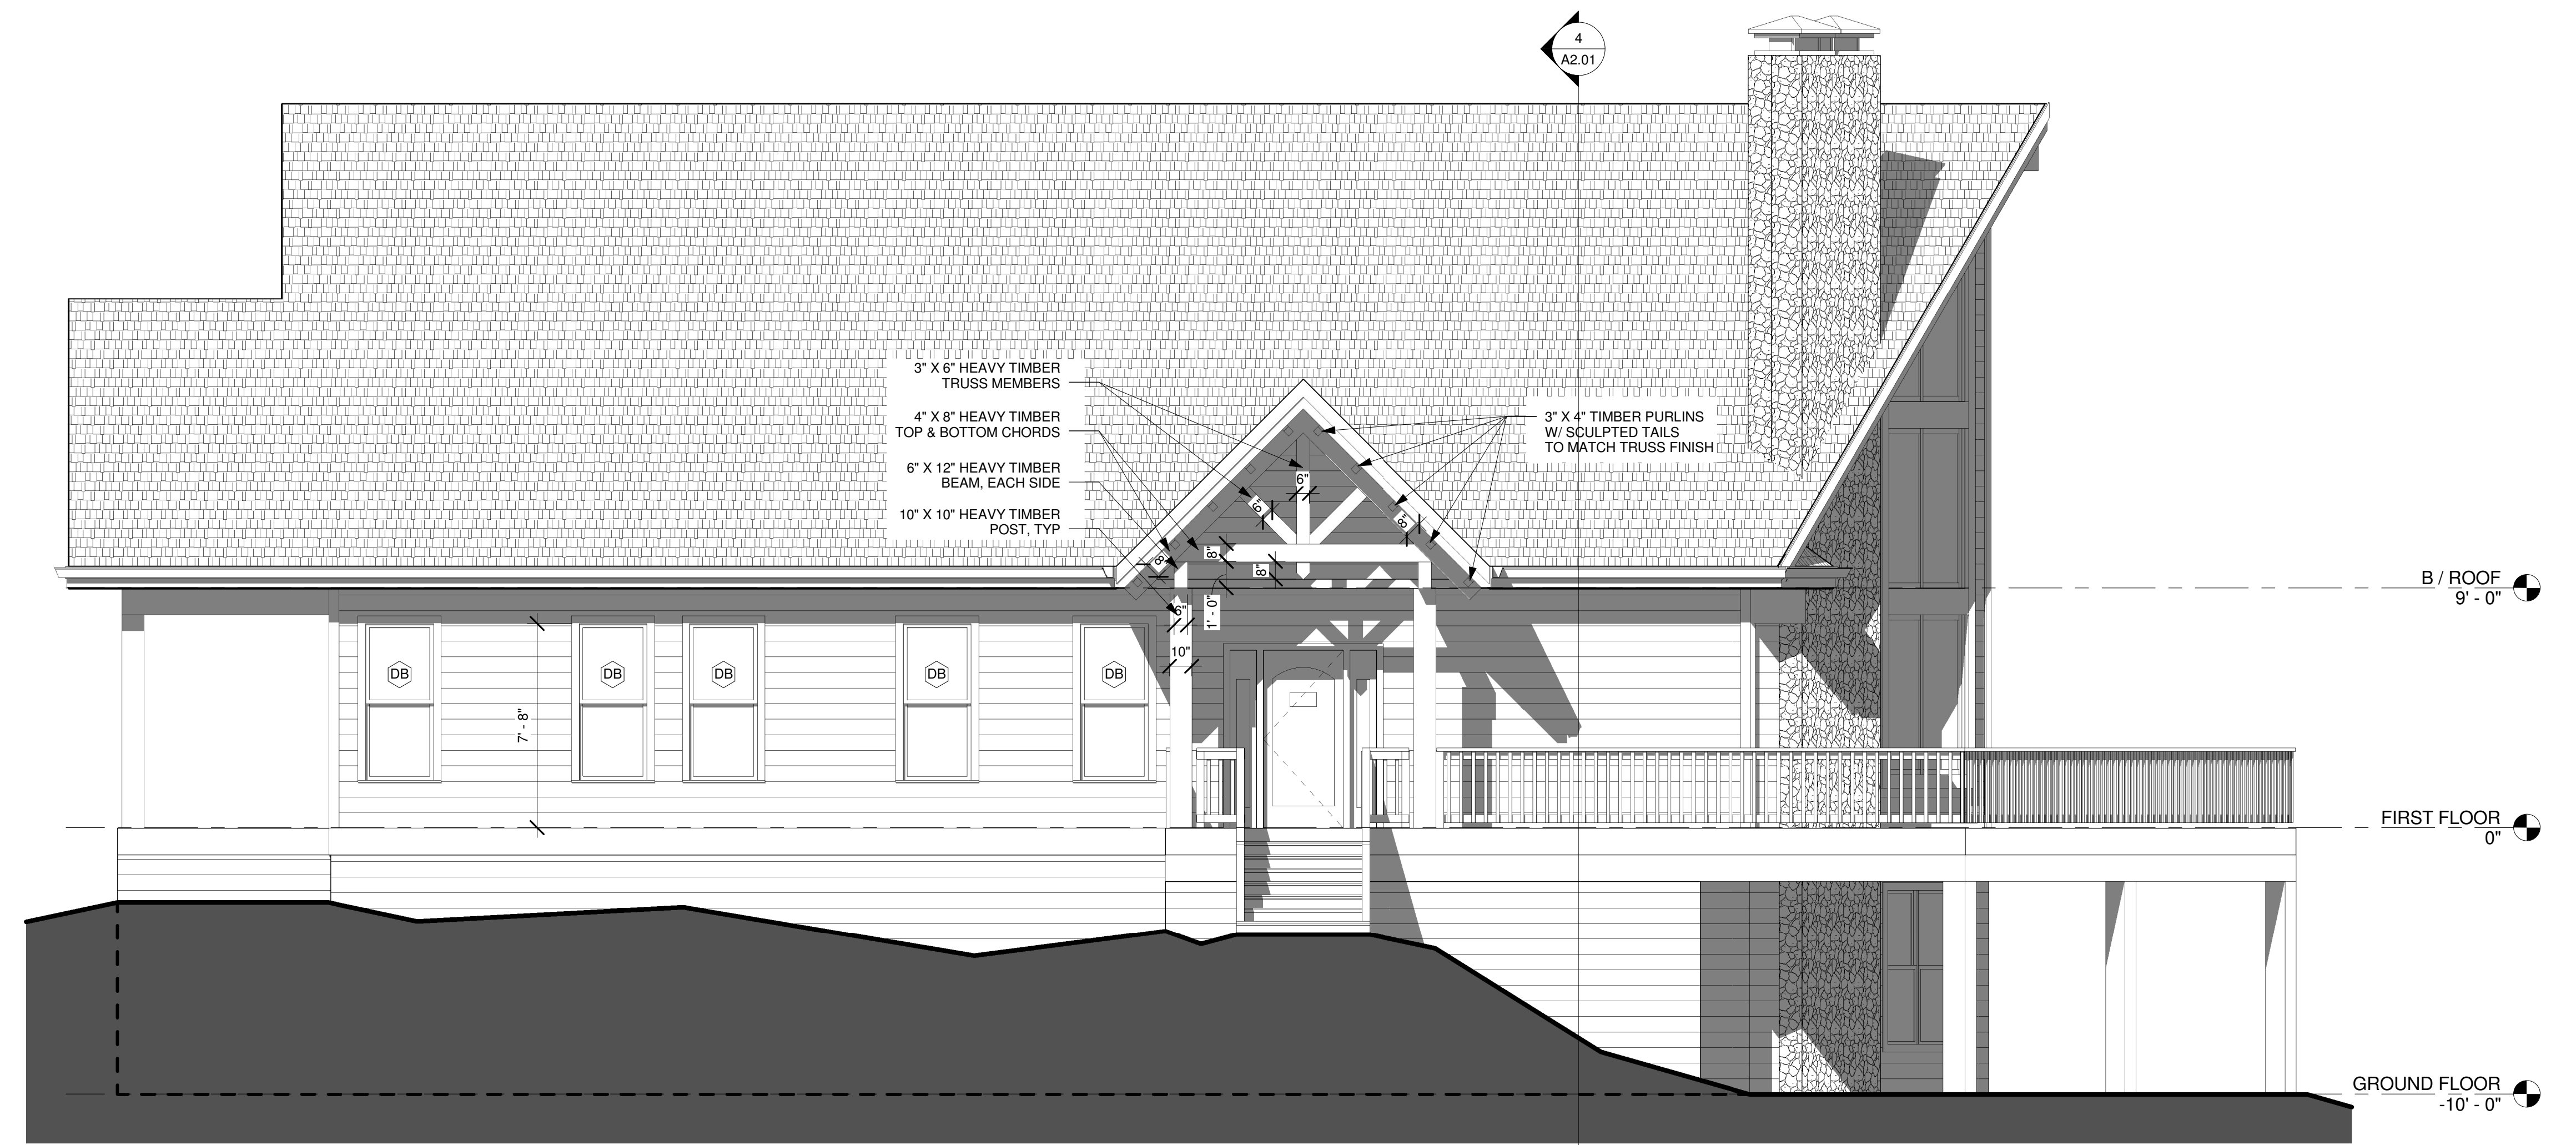 4
A2.01
3" X 6" HEAVY TIMBER
TRUSS MEMBERS
4" X 8" HEAVY TIMBER
TOP & BOTTOM CHORDS
6" X 12" HEAVY TIMBER
BEAM, EACH SIDE
10" X 10" HEAVY TIMBER
POST, TYP
3" X 4" TIMBER PURLINS
W/ SCULPTED TAILS
TO MATCH TRUSS FINISH
6"
6"
8"
8"
8"
8"
1' - 0"
6"
10"
B / ROOF
9' - 0"
DB
DB
DB
DB
DB
7' - 8"
FIRST FLOOR
0"
GROUND FLOOR
-10' - 0"